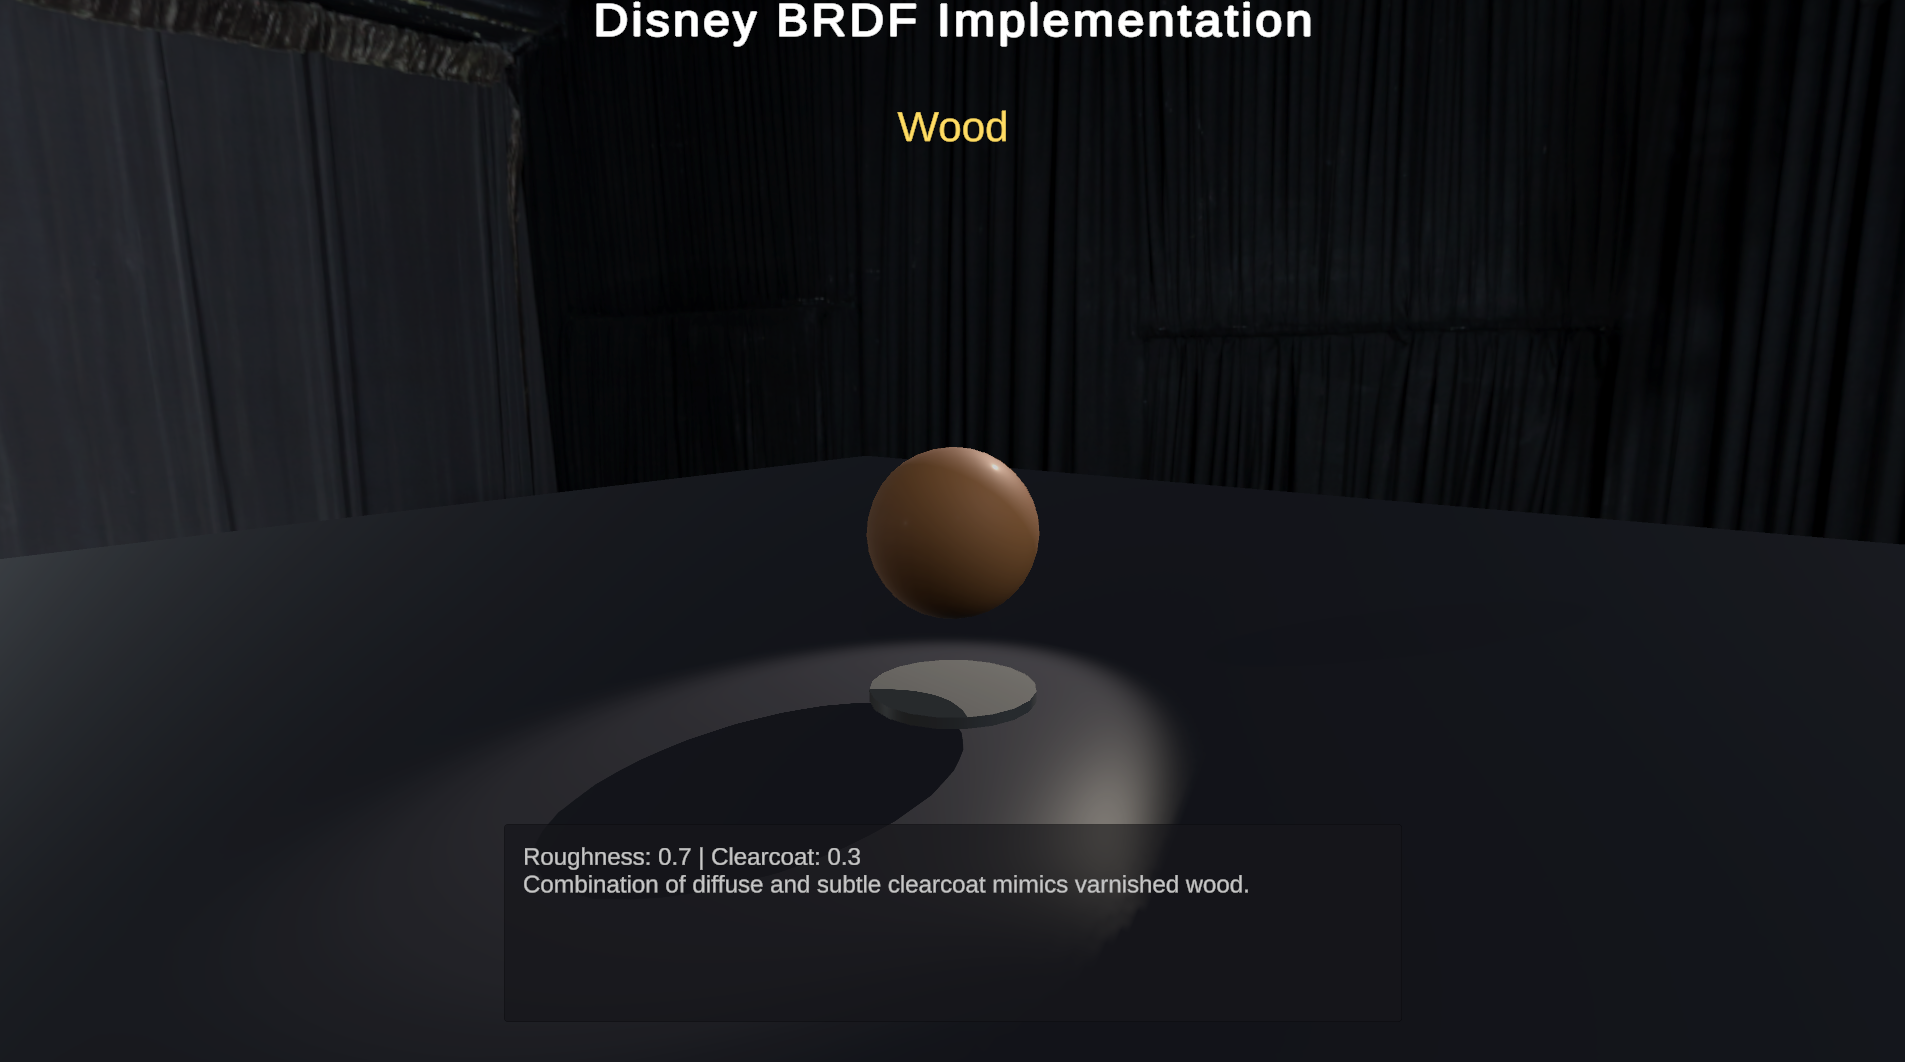 Disney BRDF Implementation
Wood
Roughness: 0.7 | Clearcoat: 0.3
Combination of diffuse and subtle clearcoat mimics varnished wood.